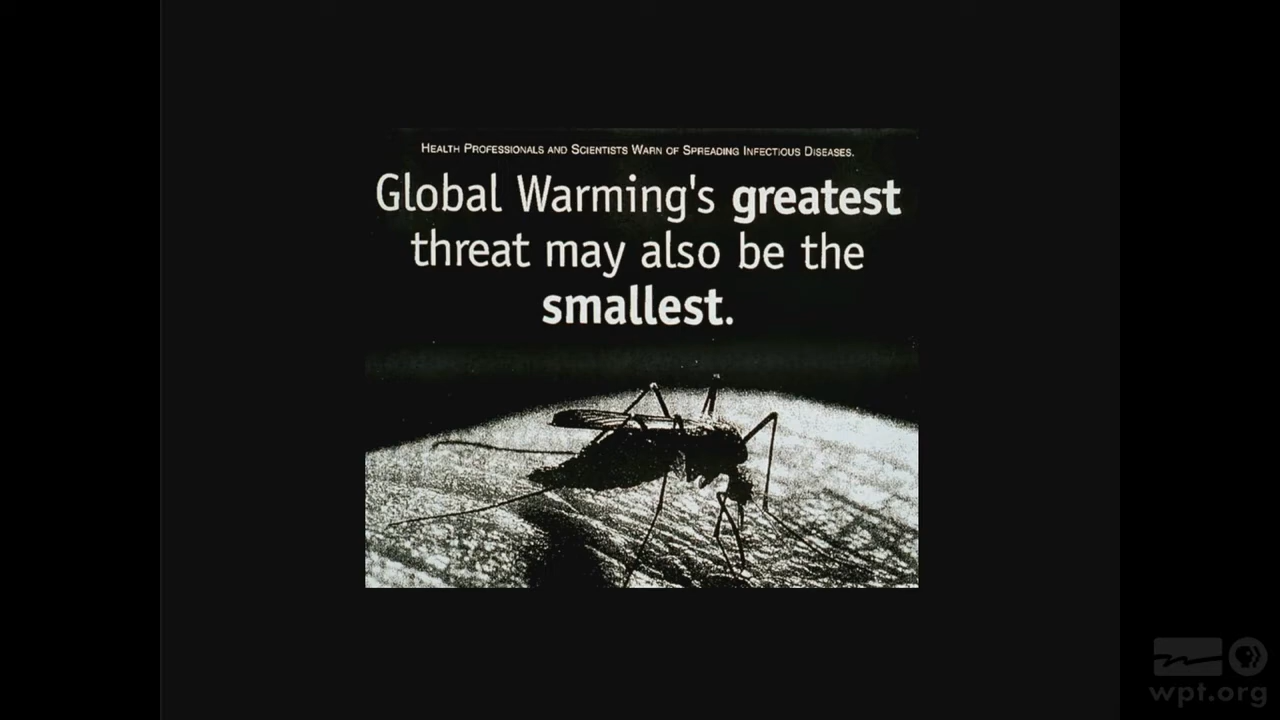 Health Professionals and Scientists Warn of Spreading Infectious Diseases.
Global Warming's greatest
threat may also be the
smallest.
wpt.org